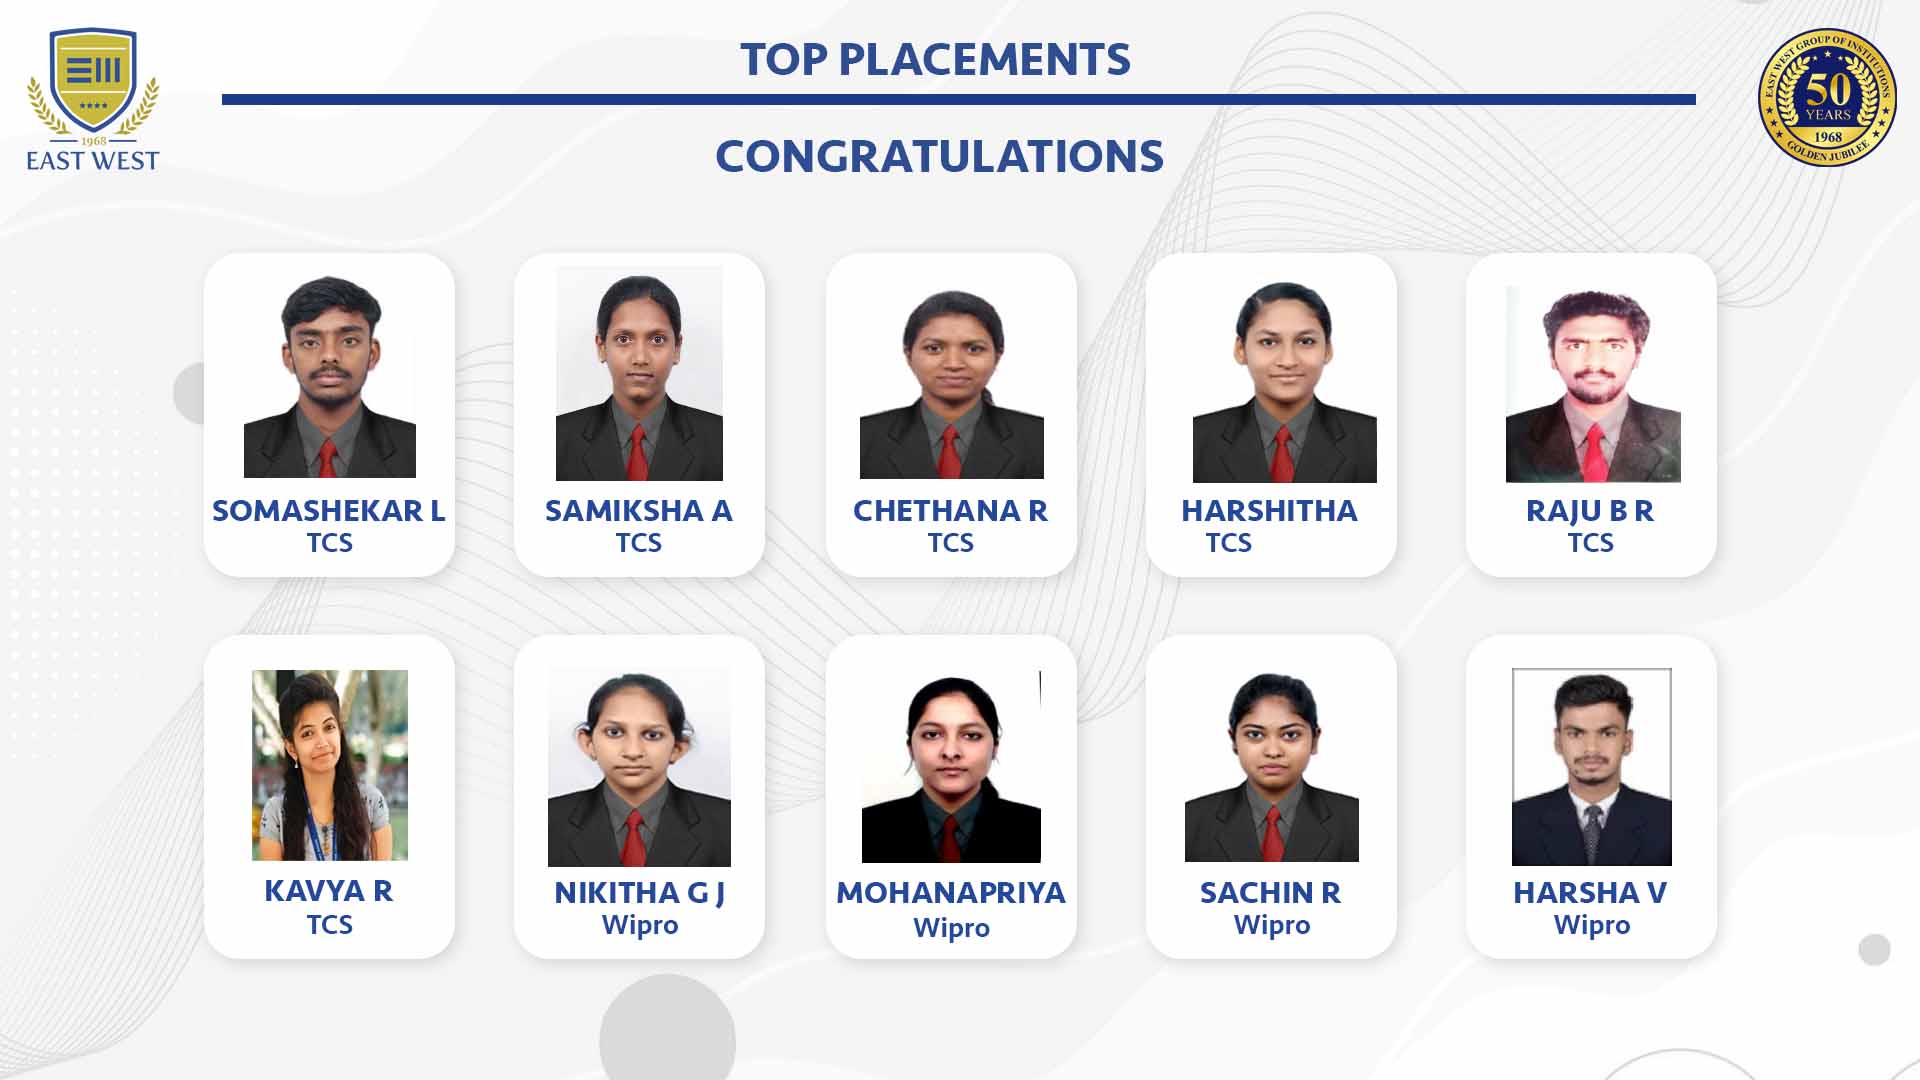 TOP PLACEMENTS
CONGRATULATIONS
1968
EAST WEST
EAST WEST GROUP OF INSTITUTIONS
50
YEARS
1968
GOLDEN JUBILEE
SOMASHEKAR L
TCS
SAMIKSHA A
TCS
CHETHANA R
TCS
HARSHITHA
TCS
RAJU B R
TCS
KAVYA R
TCS
NIKITHA G J
Wipro
MOHANAPRIYA
Wipro
SACHIN R
Wipro
HARSHA V
Wipro